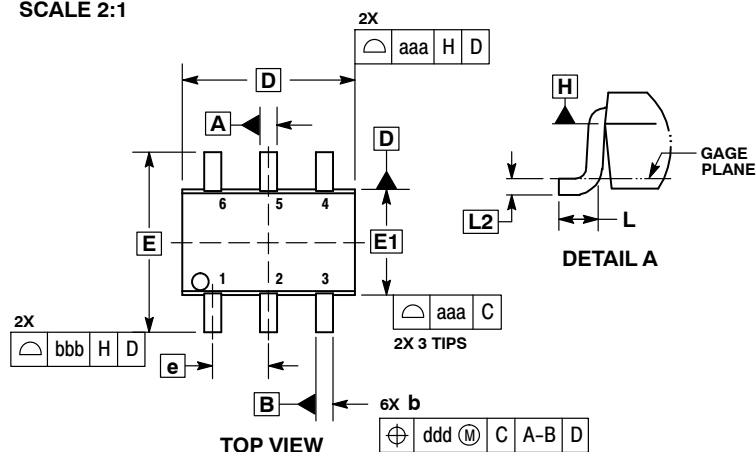 SCALE 2:1
2X
⌓ aaa H D
D
A
H
D
GAGE
PLANE
6 5 4
E
E1
L2
L
DETAIL A
1 2 3
⌓ aaa C
2X 3 TIPS
2X
⌓ bbb H D
e
B
6X b
⌖ ddd Ⓜ C A-B D
TOP VIEW